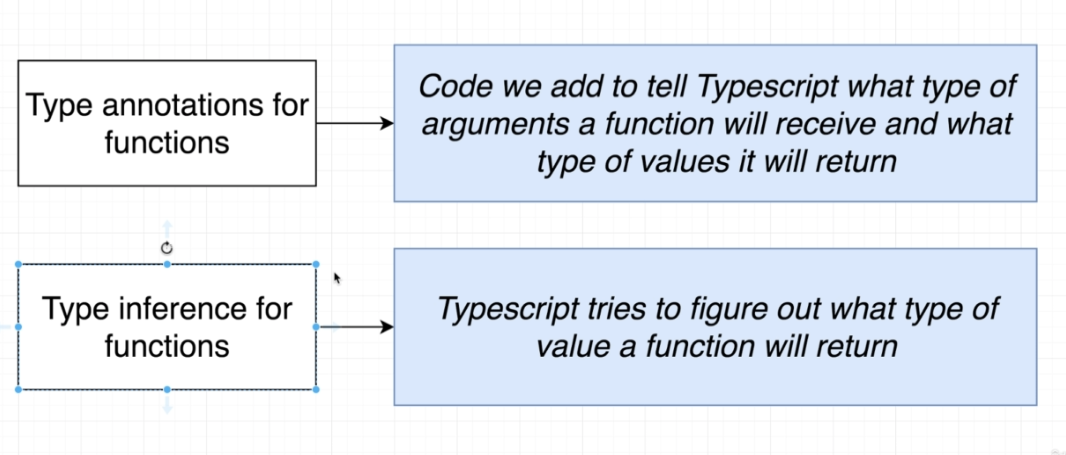 Type annotations for
functions
Code we add to tell Typescript what type of
arguments a function will receive and what
type of values it will return
Type inference for
functions
Typescript tries to figure out what type of
value a function will return